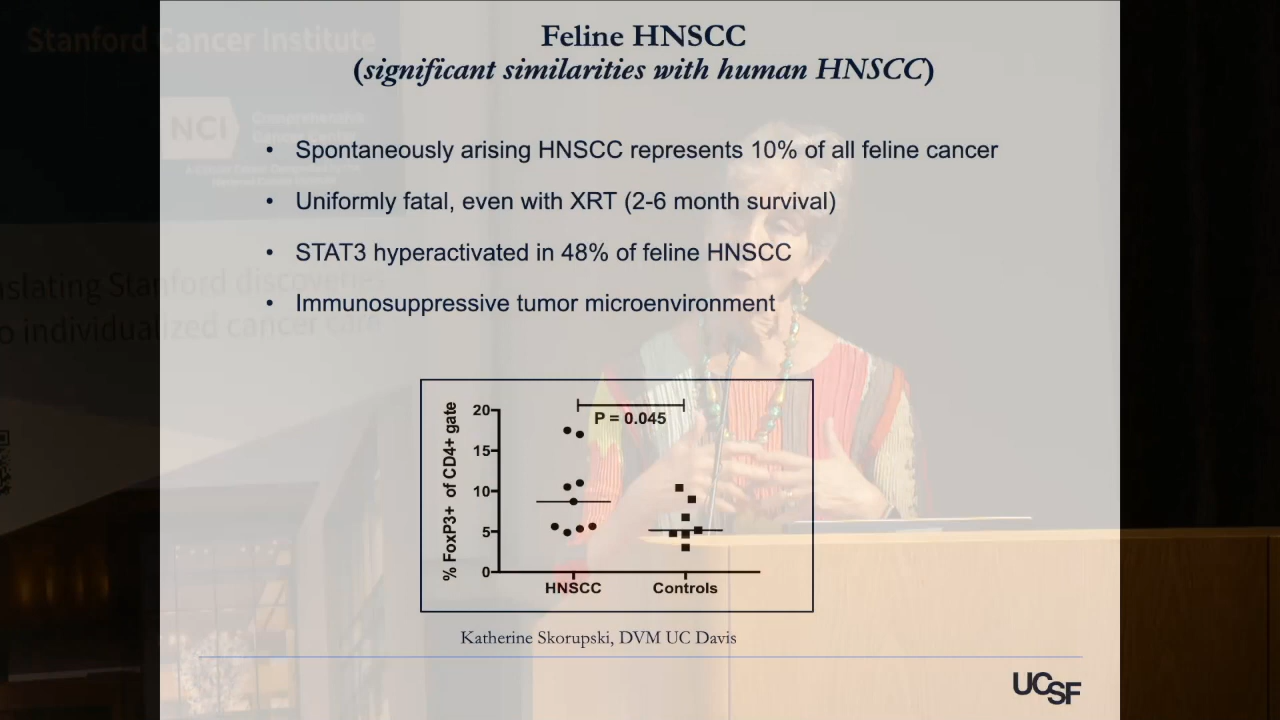 Stanford Cancer Institute
NCI
Feline HNSCC
(significant similarities with human HNSCC)
• Spontaneously arising HNSCC represents 10% of all feline cancer
• Uniformly fatal, even with XRT (2-6 month survival)
• STAT3 hyperactivated in 48% of feline HNSCC
• Immunosuppressive tumor microenvironment
nslating Stanford discoveries
o individualized cancer care
% FoxP3+ of CD4+ gate
20
15
10
5
0
P = 0.045
HNSCC Controls
Katherine Skorupski, DVM UC Davis
UCSF